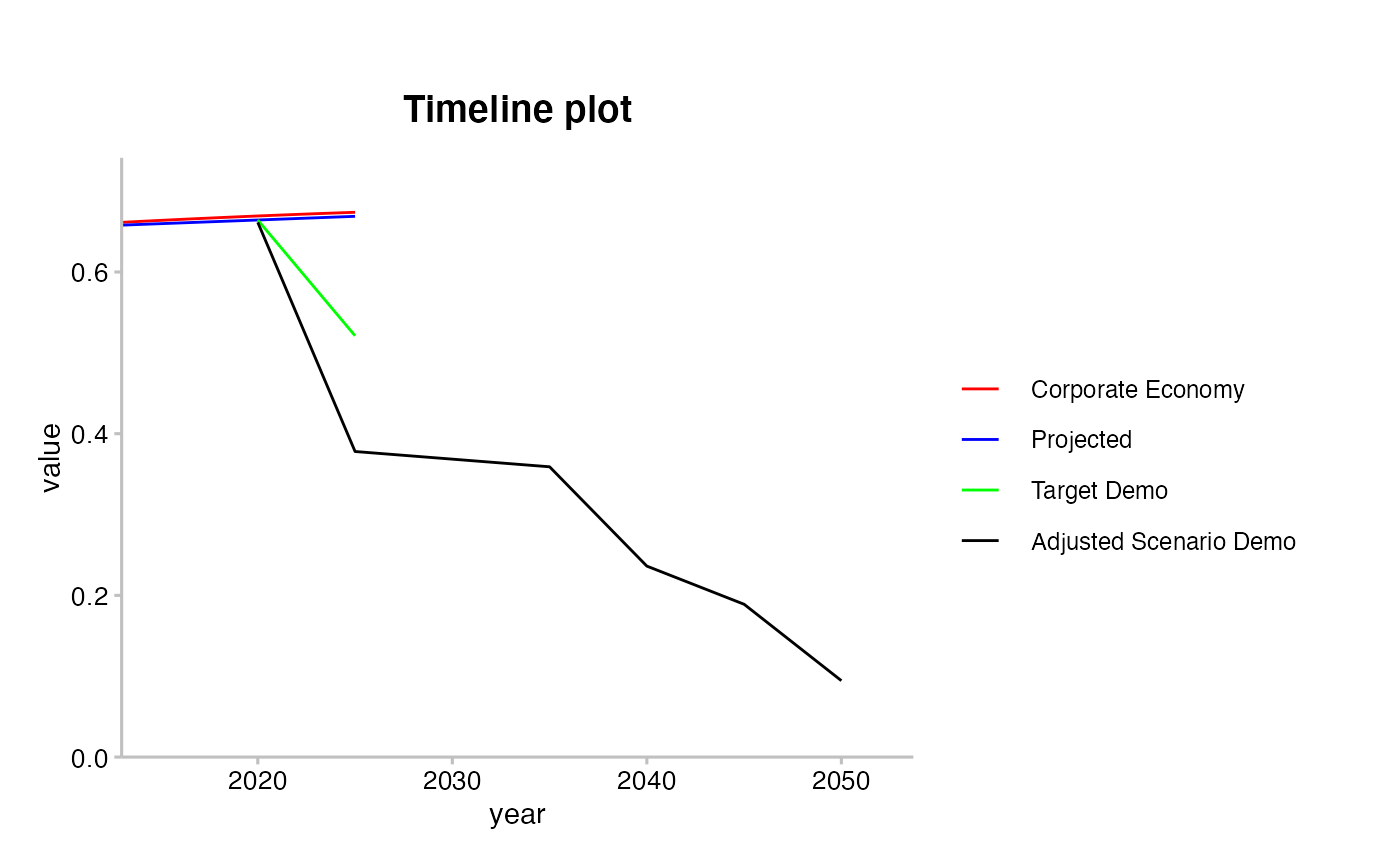 Timeline plot
value
0.6
0.4
0.2
0.0
2020 2030 2040 2050
year
Corporate Economy
Projected
Target Demo
Adjusted Scenario Demo